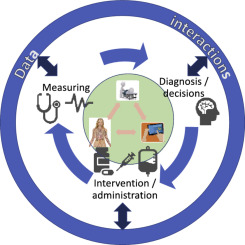 Data
interactions
Measuring
Diagnosis /
decisions
Intervention /
administration